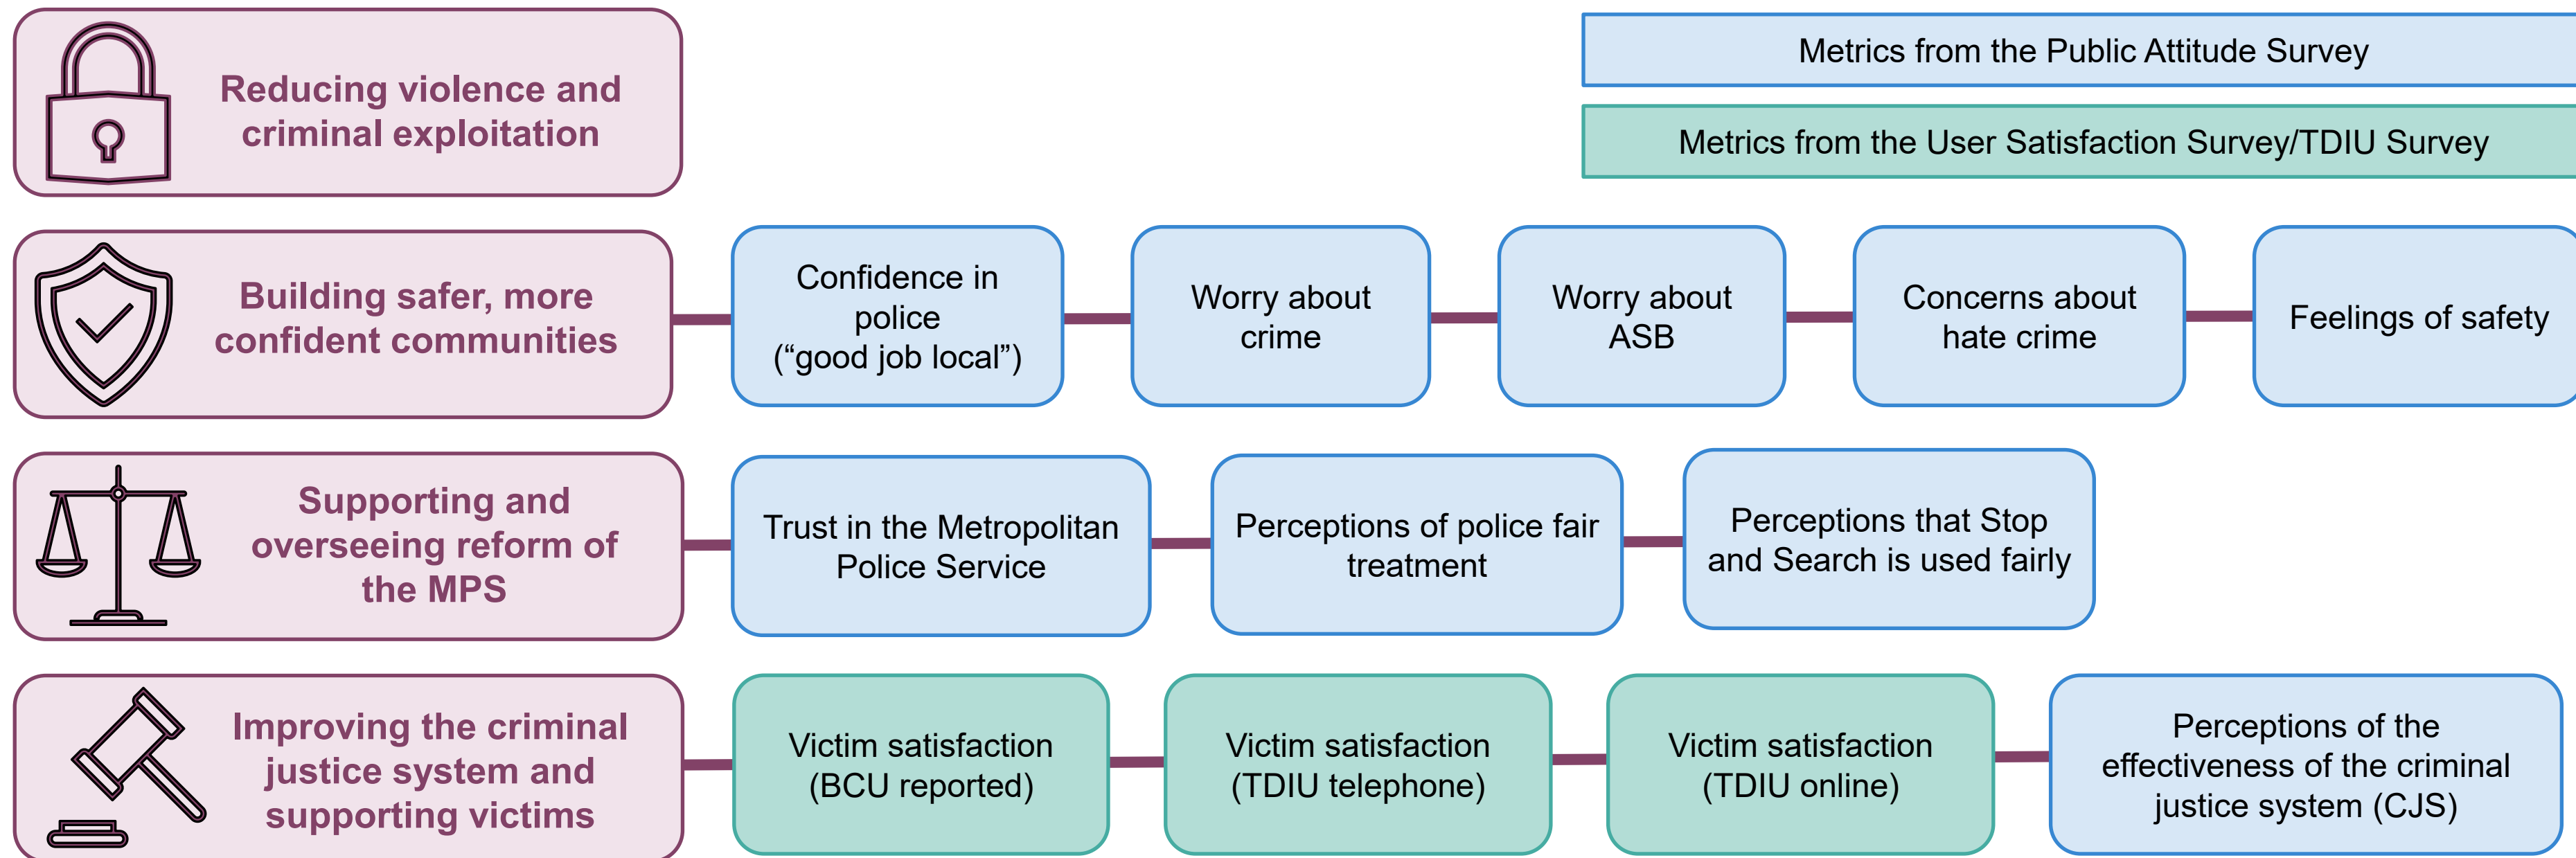 Reducing violence and
criminal exploitation
Metrics from the Public Attitude Survey
Metrics from the User Satisfaction Survey/TDIU Survey
Building safer, more
confident communities
Confidence in
police
(“good job local”)
Worry about
crime
Worry about
ASB
Concerns about
hate crime
Feelings of safety
Supporting and
overseeing reform of
the MPS
Trust in the Metropolitan
Police Service
Perceptions of police fair
treatment
Perceptions that Stop
and Search is used fairly
Improving the criminal
justice system and
supporting victims
Victim satisfaction
(BCU reported)
Victim satisfaction
(TDIU telephone)
Victim satisfaction
(TDIU online)
Perceptions of the
effectiveness of the criminal
justice system (CJS)